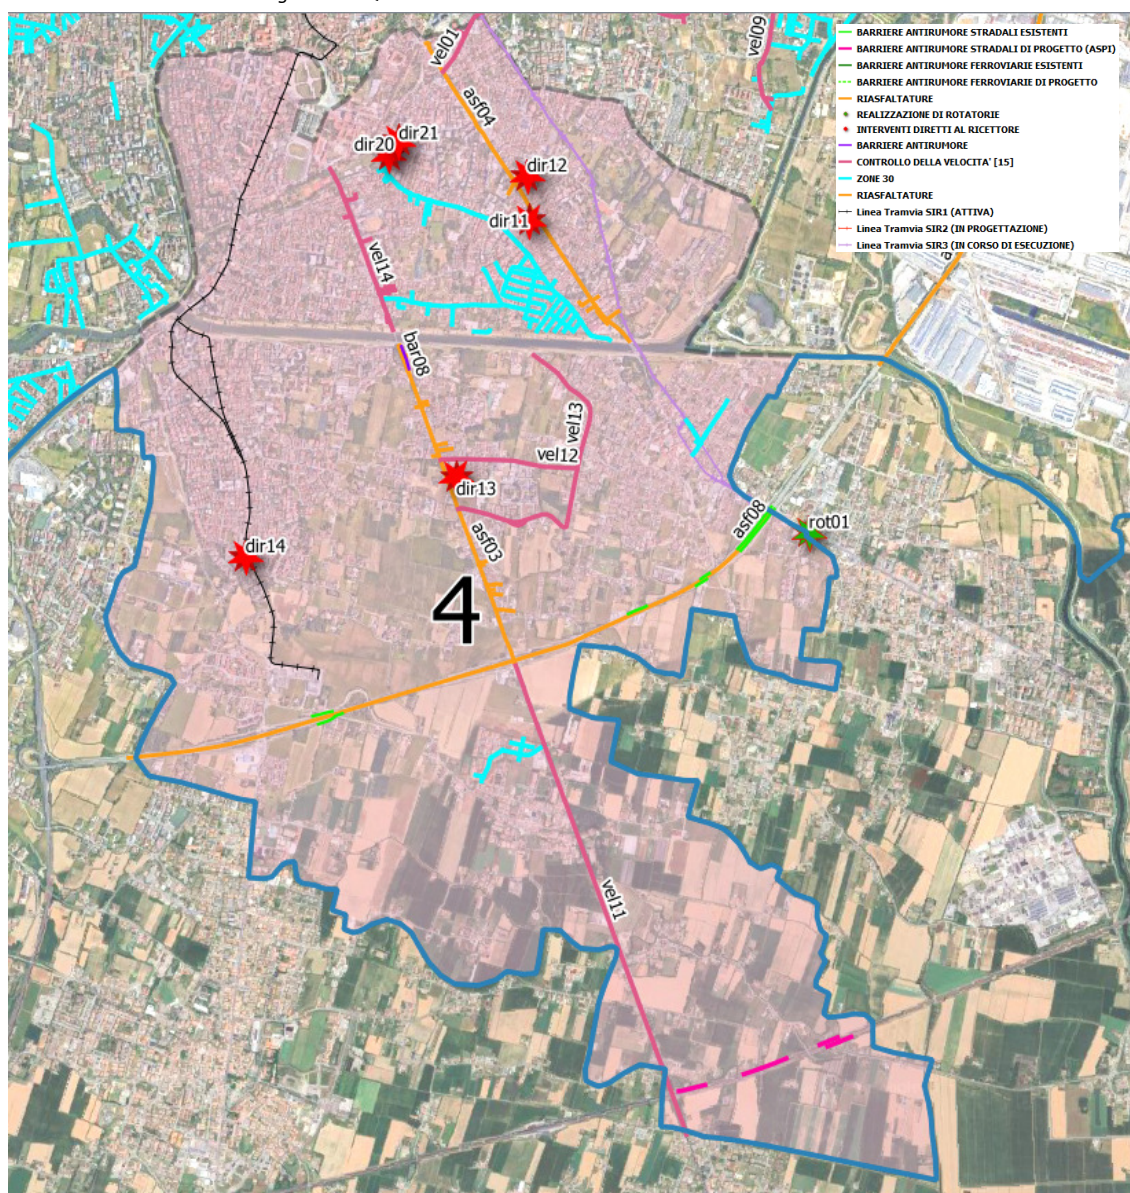 vel01
vel09
BARRIERE ANTIRUMORE STRADALI ESISTENTI
BARRIERE ANTIRUMORE STRADALI DI PROGETTO (ASPI)
BARRIERE ANTIRUMORE FERROVIARIE ESISTENTI
BARRIERE ANTIRUMORE FERROVIARIE DI PROGETTO
RIASFALTATURE
REALIZZAZIONE DI ROTATORIE
INTERVENTI DIRETTI AL RICETTORE
BARRIERE ANTIRUMORE
CONTROLLO DELLA VELOCITA' [15]
ZONE 30
RIASFALTATURE
Linea Tramvia SIR1 (ATTIVA)
Linea Tramvia SIR2 (IN PROGETTAZIONE)
Linea Tramvia SIR3 (IN CORSO DI ESECUZIONE)
asf04
dir21
dir20
dir12
dir11
vel14
bar08
vel13
vel12
dir13
asf08
rot01
asf03
dir14
4
vel11